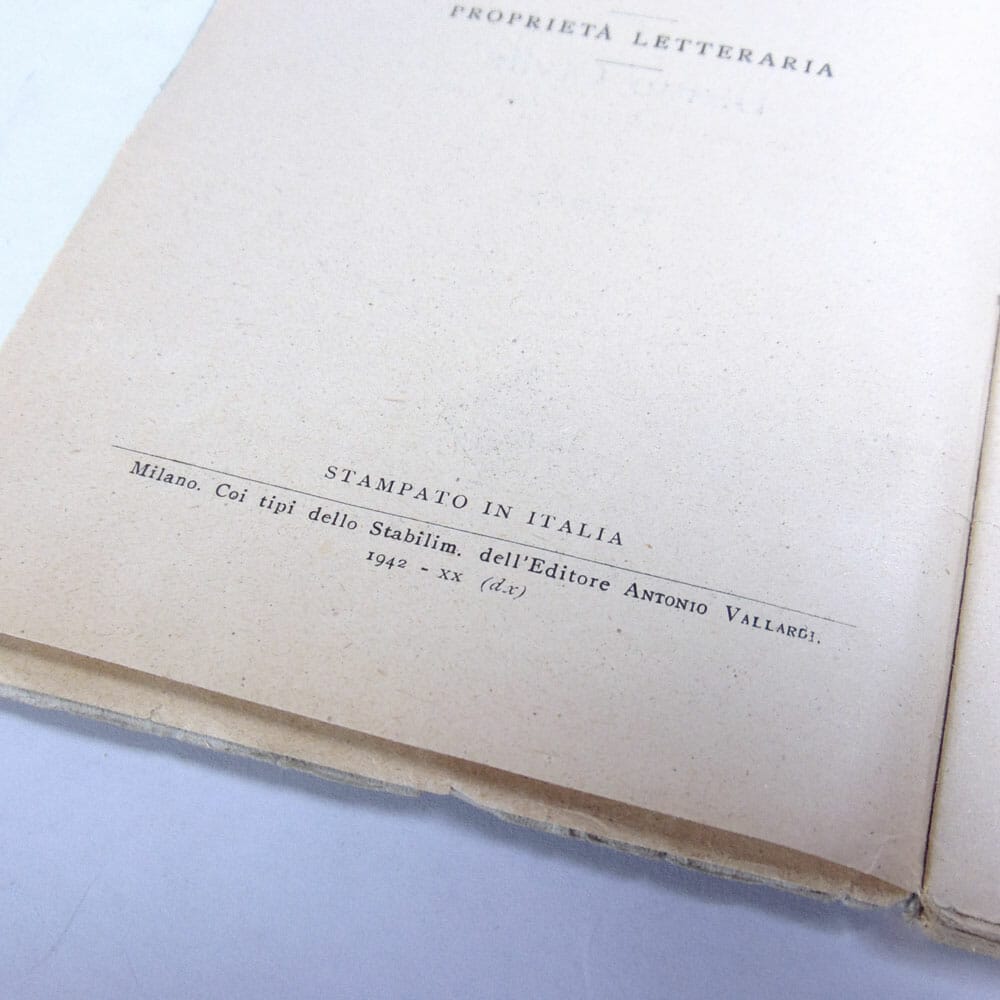 PROPRIETÀ LETTERARIA
STAMPATO IN ITALIA
Milano. Coi tipi dello Stabilim. dell'Editore ANTONIO VALLARDI.
1942 - XX (d.x)